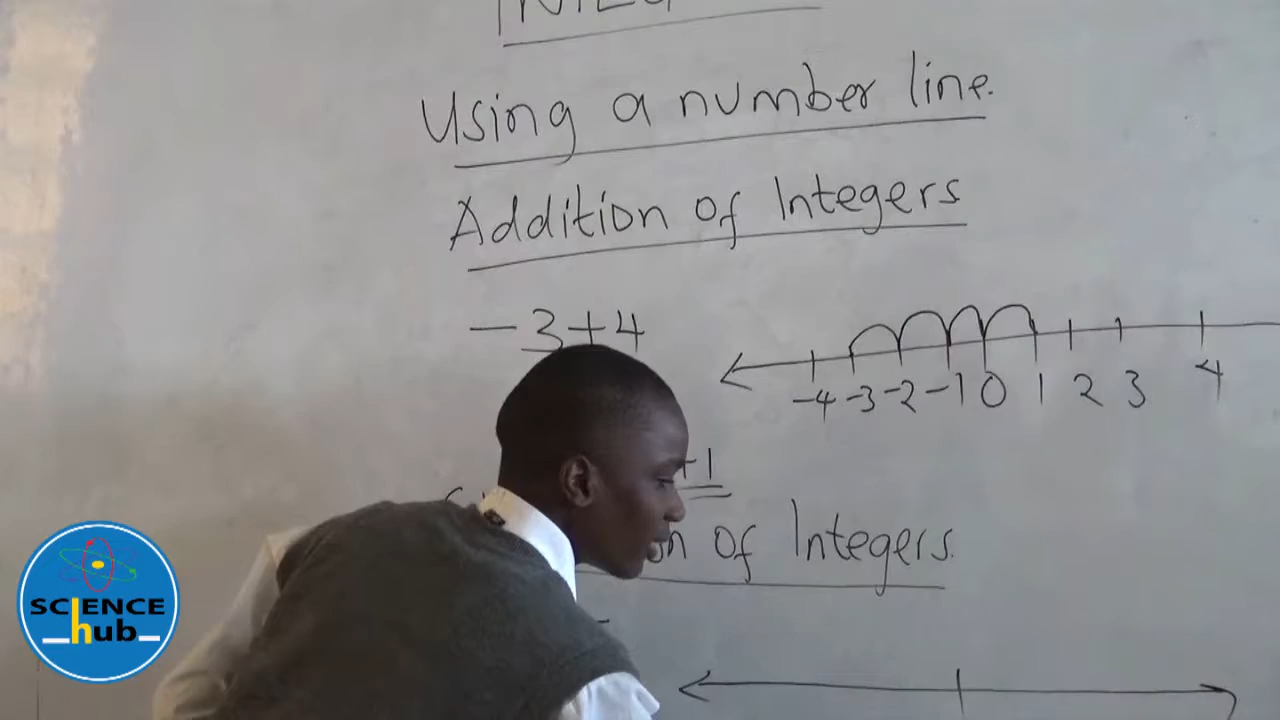 Using a number line.
Addition of Integers
-3+4
-4 -3 -2 -1 0 1 2 3 4
+1
of Integers.
SCIENCE
hub